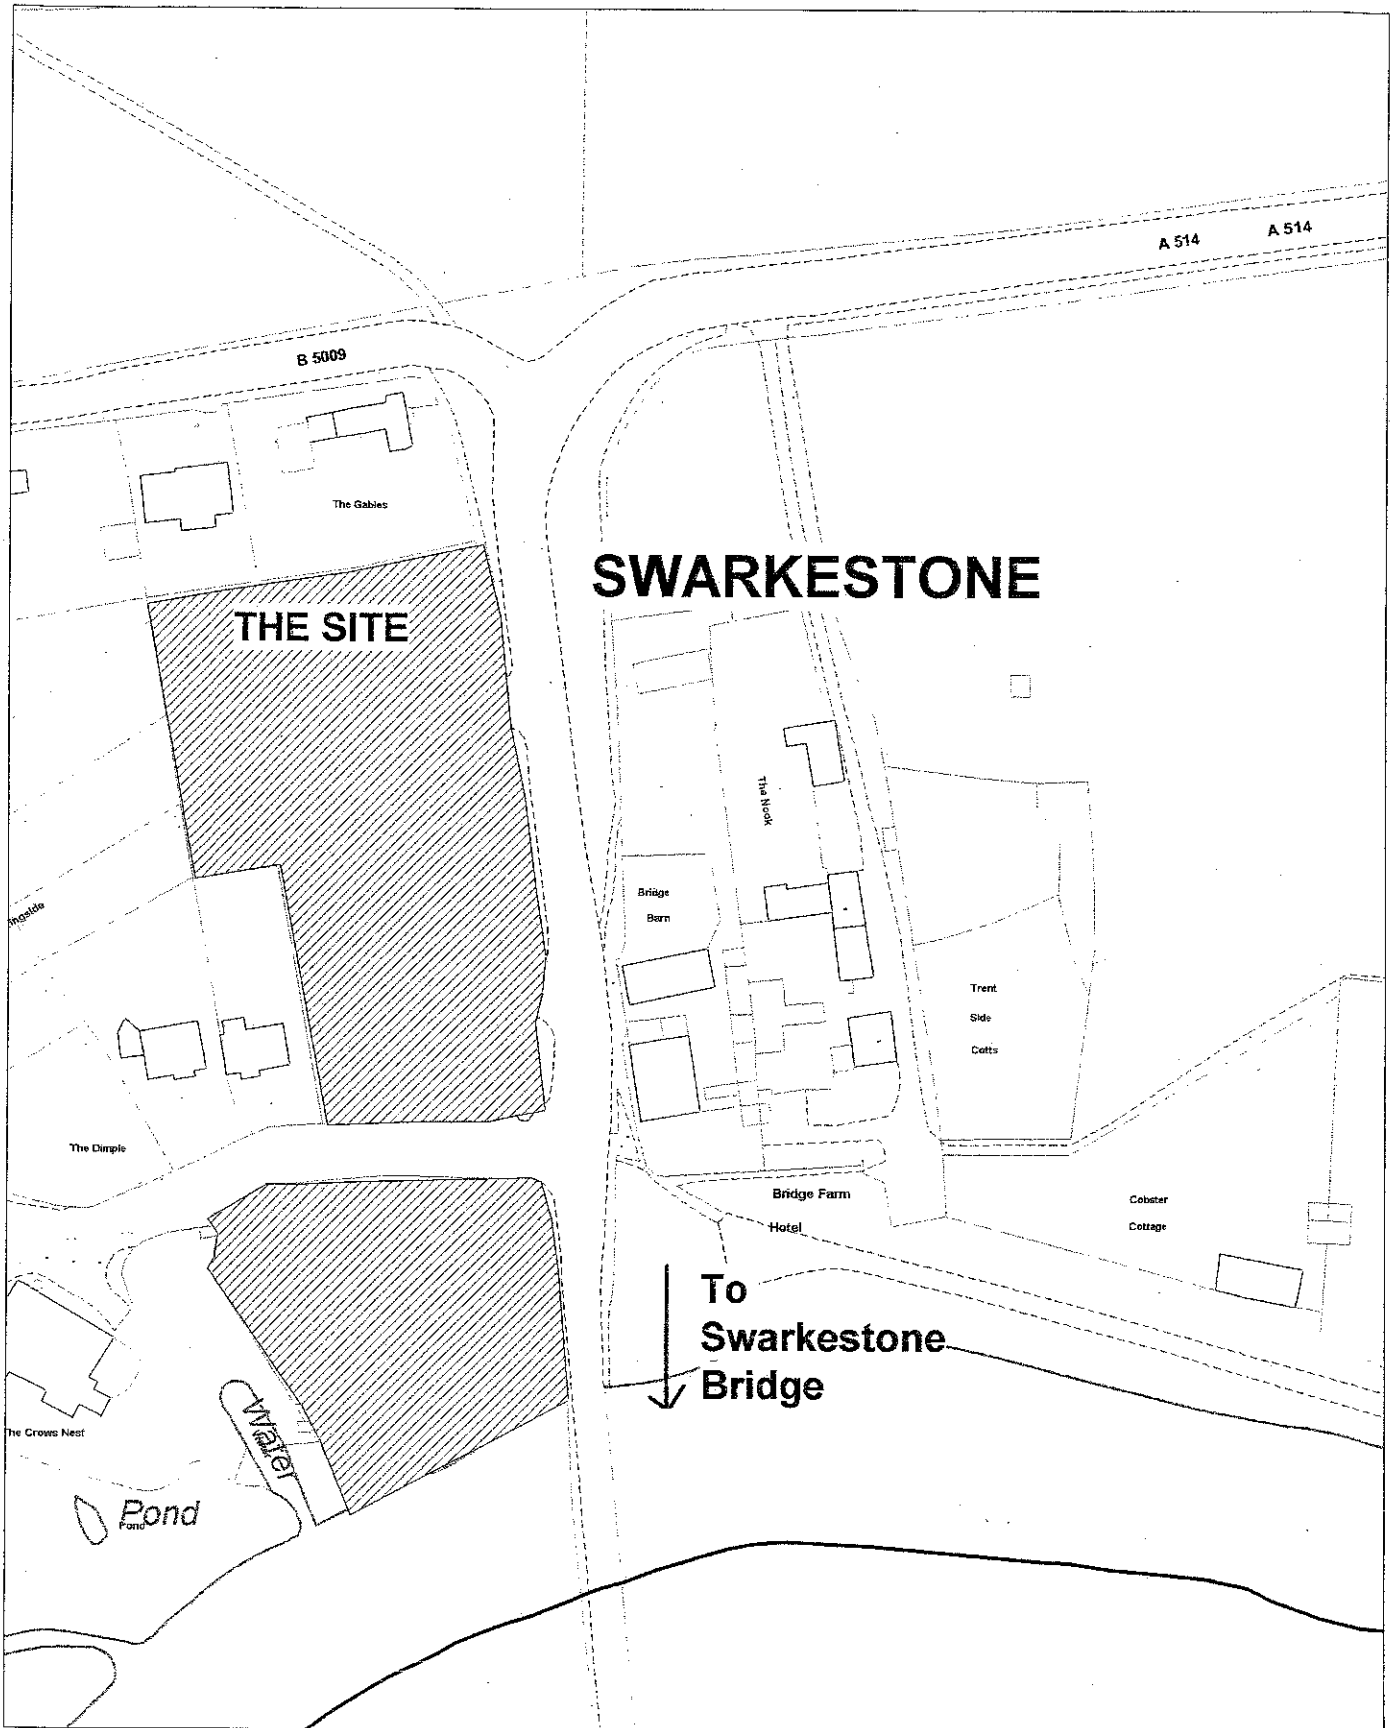 A 514
A 514
B 5009
The Gables
SWARKESTONE
THE SITE
The Nook
Bridge
Barn
ingside
Trent
Side
Cotts
The Dimple
Bridge Farm
Hotel
Cobster
Cottage
To
Swarkestone
Bridge
Water
The Crows Nest
Pond
Pond